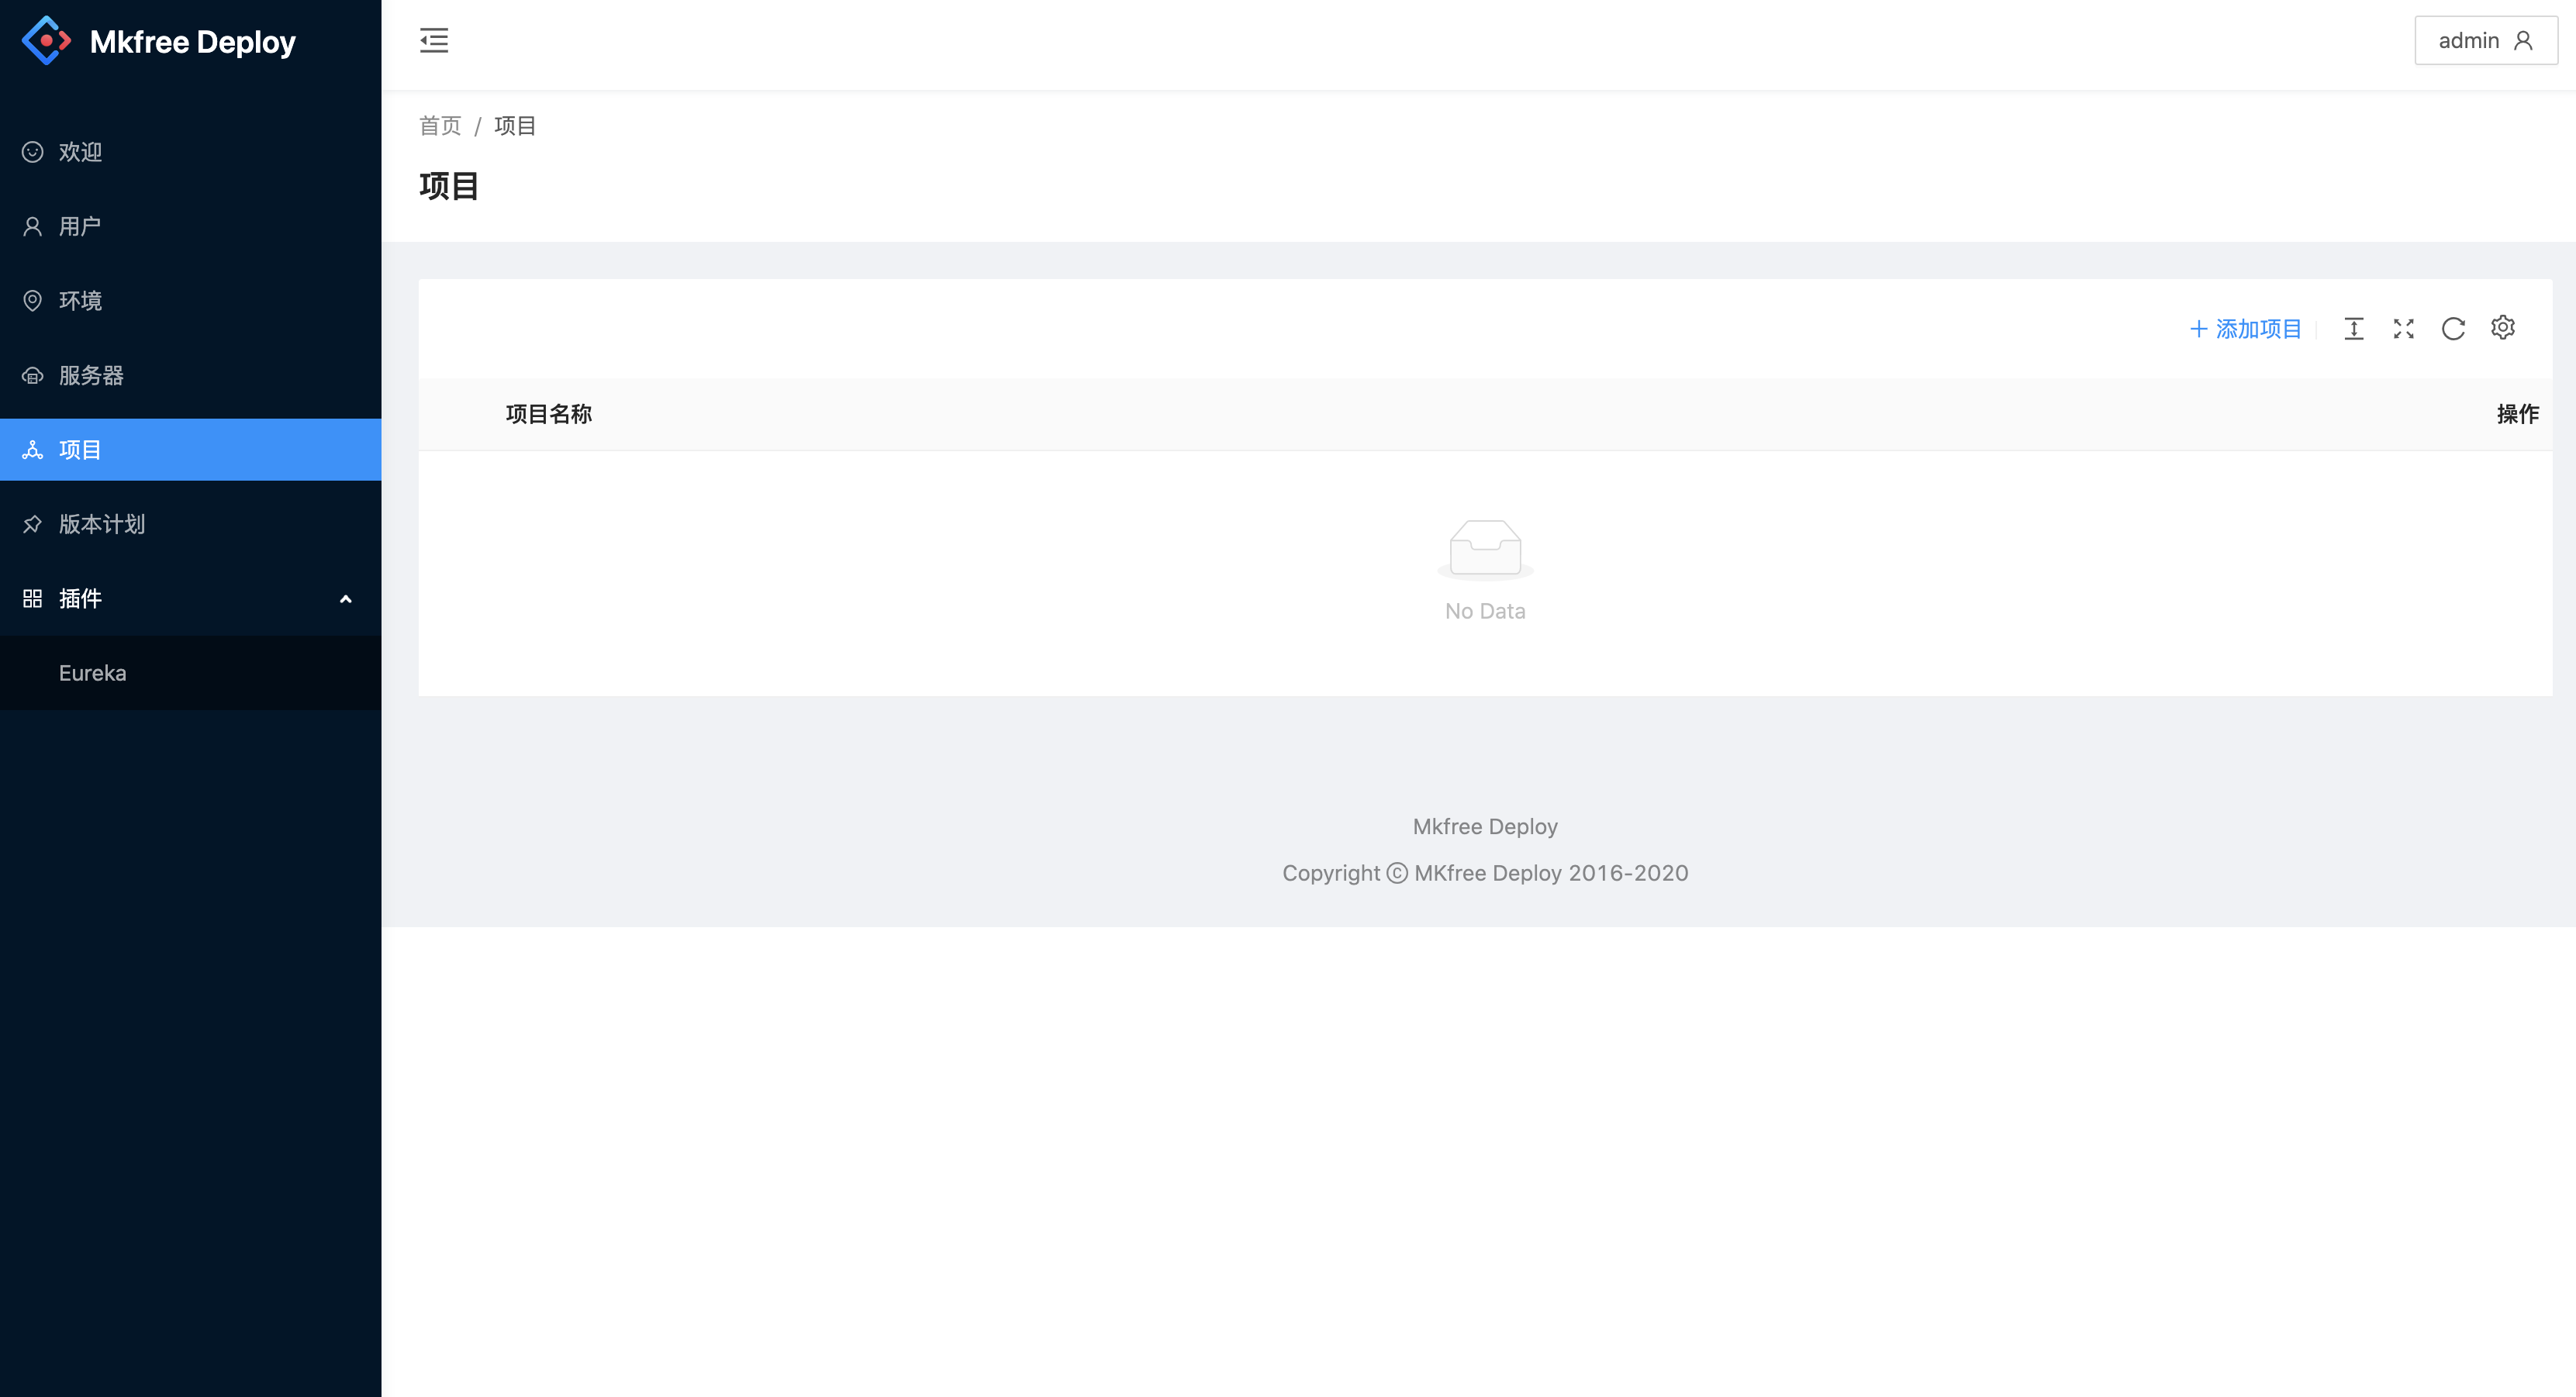 Mkfree Deploy
admin
欢迎
用户
环境
服务器
项目
版本计划
插件
Eureka
首页 / 项目
项目
添加项目
项目名称 操作
No Data
Mkfree Deploy
Copyright © MKfree Deploy 2016-2020